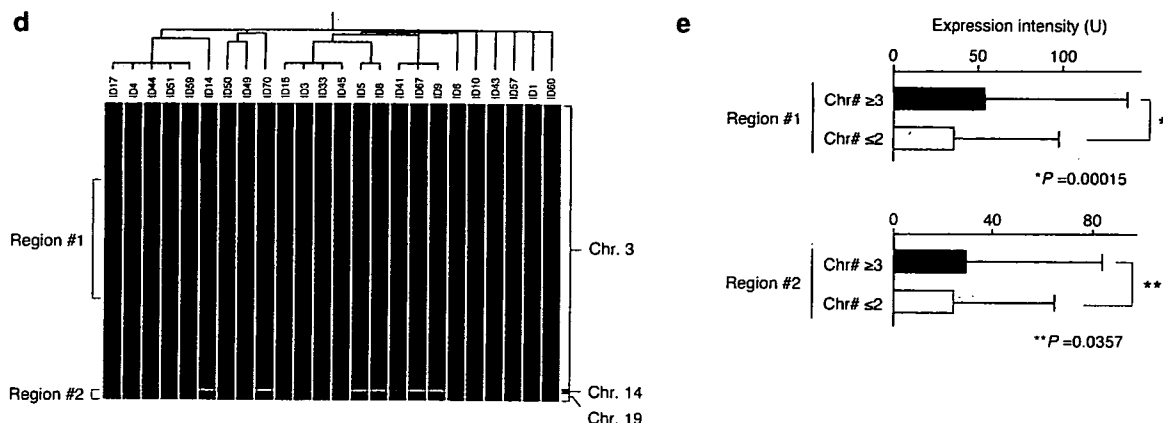 d
ID17 ID4 ID44 ID51 ID59 ID14 ID50 ID49 ID70 ID15 ID3 ID33 ID45 ID5 ID8 ID41 ID67 ID9 ID6 ID10 ID43 ID57 ID1 ID60
Region #1
Region #2
Chr. 3
Chr. 14
Chr. 19
e
Expression intensity (U)
0 50 100
Region #1
Chr# ≥3
Chr# ≤2
*
*P =0.00015
0 40 80
Region #2
Chr# ≥3
Chr# ≤2
**
**P =0.0357